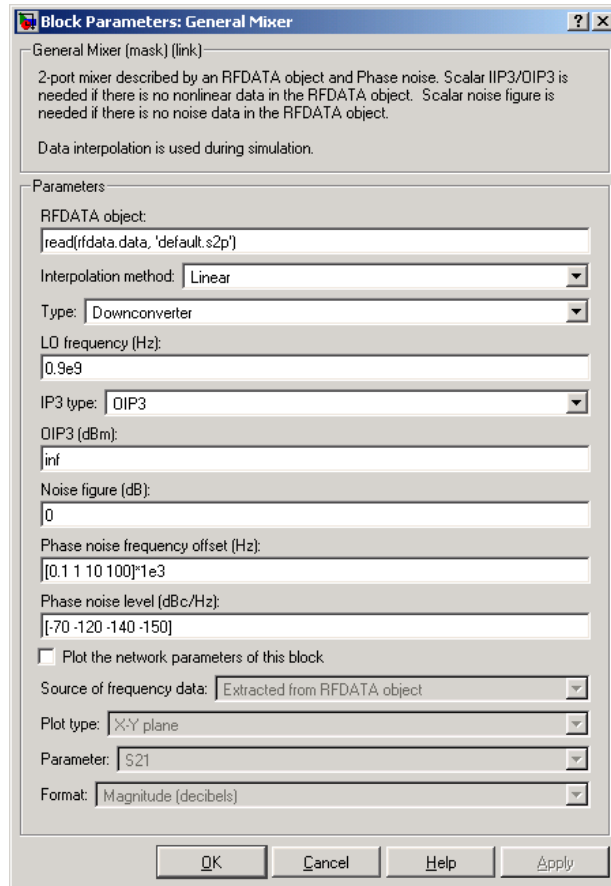 Block Parameters: General Mixer
General Mixer (mask) (link)
2-port mixer described by an RFDATA object and Phase noise. Scalar IIP3/OIP3 is
needed if there is no nonlinear data in the RFDATA object.  Scalar noise figure is
needed if there is no noise data in the RFDATA object.
Data interpolation is used during simulation.
Parameters
RFDATA object:
read(rfdata.data, 'default.s2p')
Interpolation method: Linear
Type: Downconverter
LO frequency (Hz):
0.9e9
IP3 type: OIP3
OIP3 (dBm):
inf
Noise figure (dB):
0
Phase noise frequency offset (Hz):
[0.1 1 10 100]*1e3
Phase noise level (dBc/Hz):
[-70 -120 -140 -150]
Plot the network parameters of this block
Source of frequency data: Extracted from RFDATA object
Plot type: X-Y plane
Parameter: S21
Format: Magnitude (decibels)
OK Cancel Help Apply